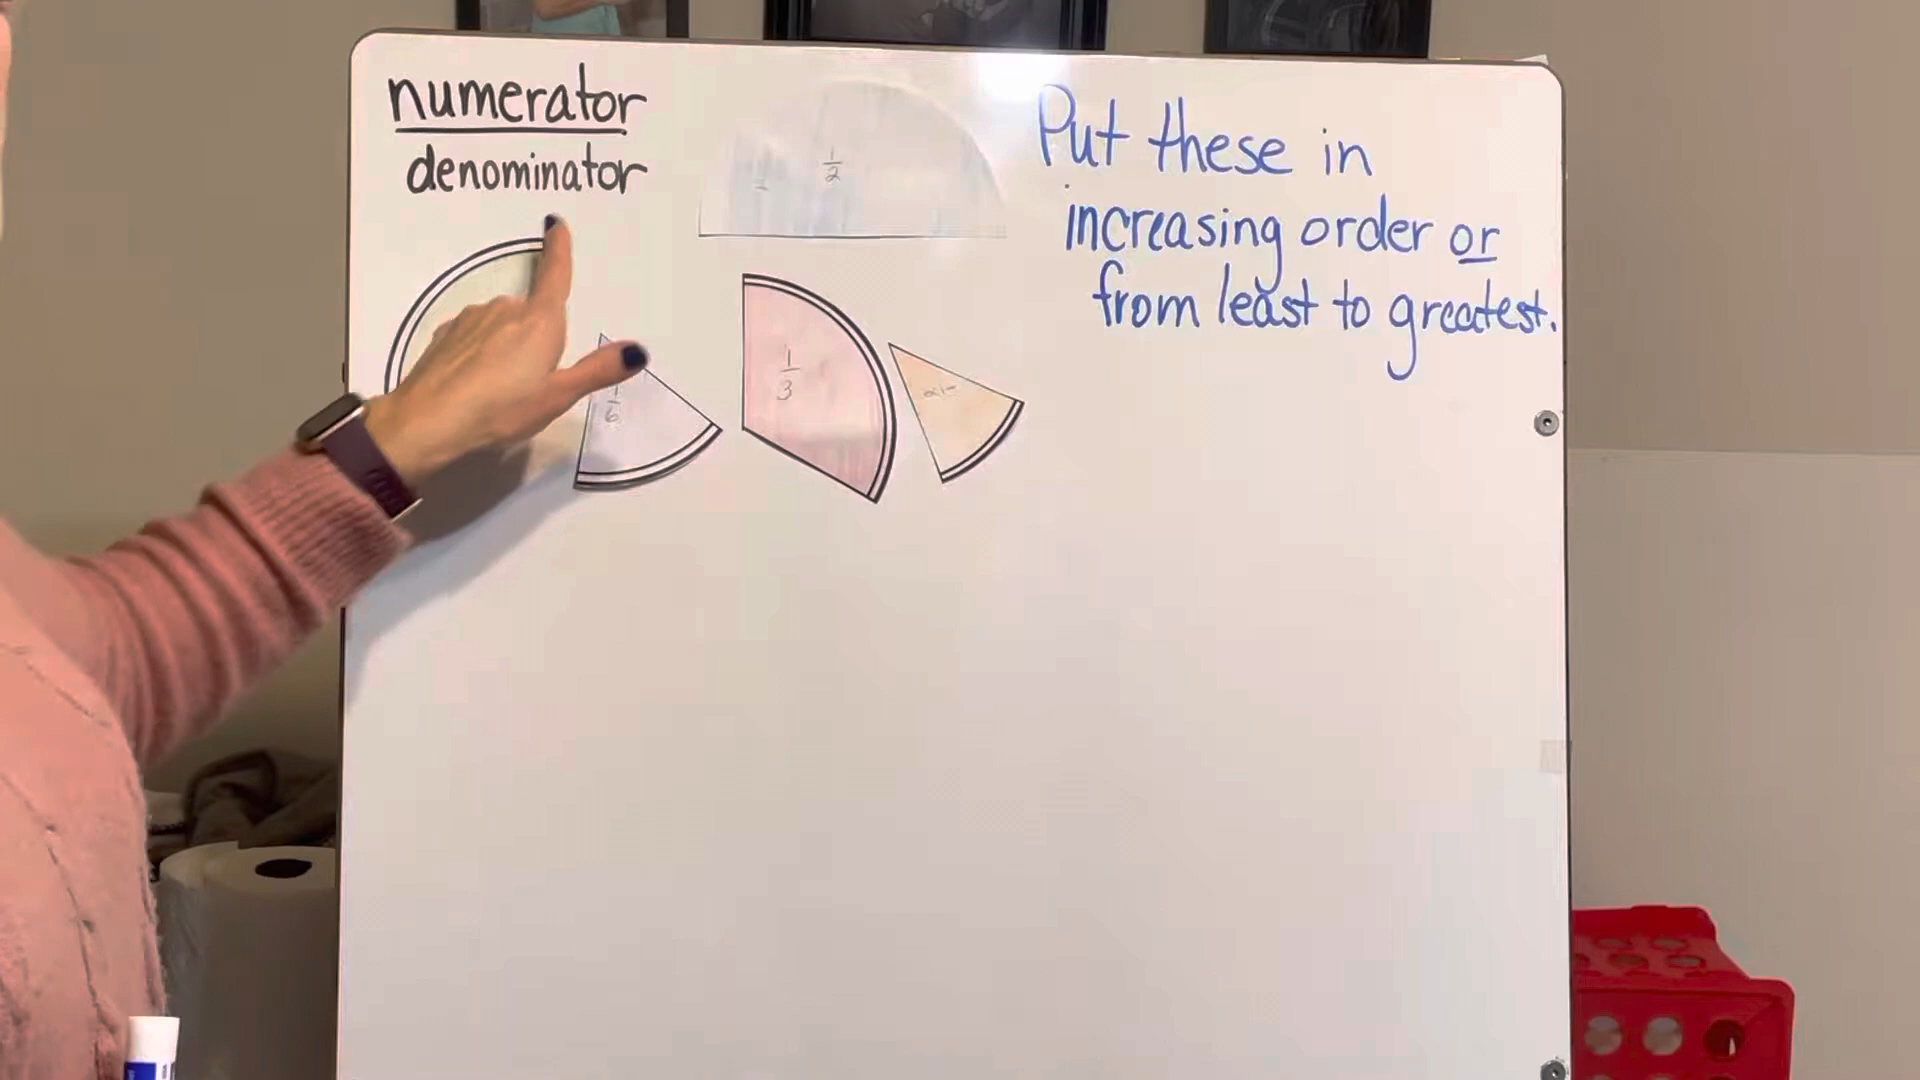 numerator
denominator
1
2
Put these in
increasing order or
from least to greatest.
1
6
1
3